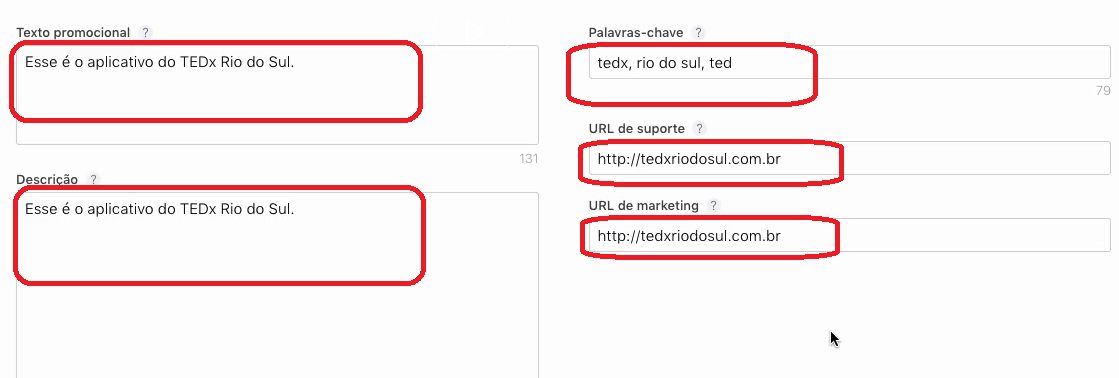 Texto promocional ?
Esse é o aplicativo do TEDx Rio do Sul.
131
Descrição ?
Esse é o aplicativo do TEDx Rio do Sul.
Palavras-chave ?
tedx, rio do sul, ted
79
URL de suporte ?
http://tedxriodosul.com.br
URL de marketing ?
http://tedxriodosul.com.br